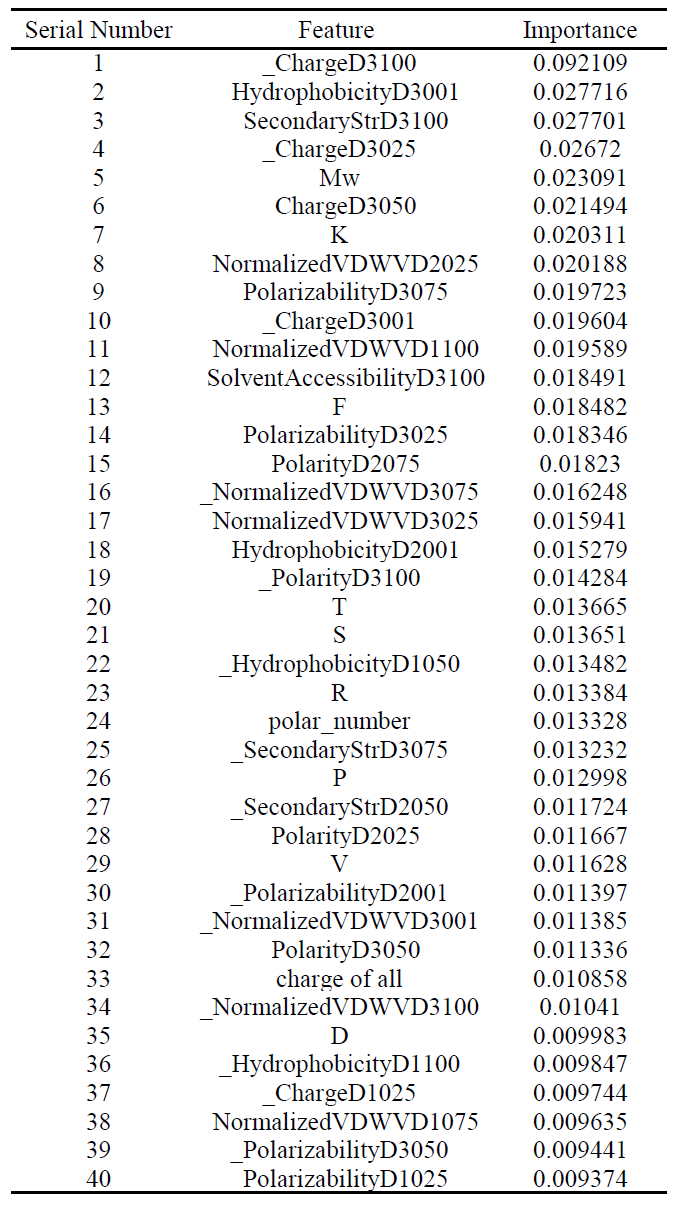 Serial Number Feature Importance
1 _ChargeD3100 0.092109
2 HydrophobicityD3001 0.027716
3 SecondaryStrD3100 0.027701
4 _ChargeD3025 0.02672
5 Mw 0.023091
6 ChargeD3050 0.021494
7 K 0.020311
8 NormalizedVDWVD2025 0.020188
9 PolarizabilityD3075 0.019723
10 _ChargeD3001 0.019604
11 NormalizedVDWVD1100 0.019589
12 SolventAccessibilityD3100 0.018491
13 F 0.018482
14 PolarizabilityD3025 0.018346
15 PolarityD2075 0.01823
16 _NormalizedVDWVD3075 0.016248
17 NormalizedVDWVD3025 0.015941
18 HydrophobicityD2001 0.015279
19 _PolarityD3100 0.014284
20 T 0.013665
21 S 0.013651
22 _HydrophobicityD1050 0.013482
23 R 0.013384
24 polar_number 0.013328
25 _SecondaryStrD3075 0.013232
26 P 0.012998
27 _SecondaryStrD2050 0.011724
28 PolarityD2025 0.011667
29 V 0.011628
30 _PolarizabilityD2001 0.011397
31 _NormalizedVDWVD3001 0.011385
32 PolarityD3050 0.011336
33 charge of all 0.010858
34 _NormalizedVDWVD3100 0.01041
35 D 0.009983
36 _HydrophobicityD1100 0.009847
37 _ChargeD1025 0.009744
38 NormalizedVDWVD1075 0.009635
39 _PolarizabilityD3050 0.009441
40 PolarizabilityD1025 0.009374